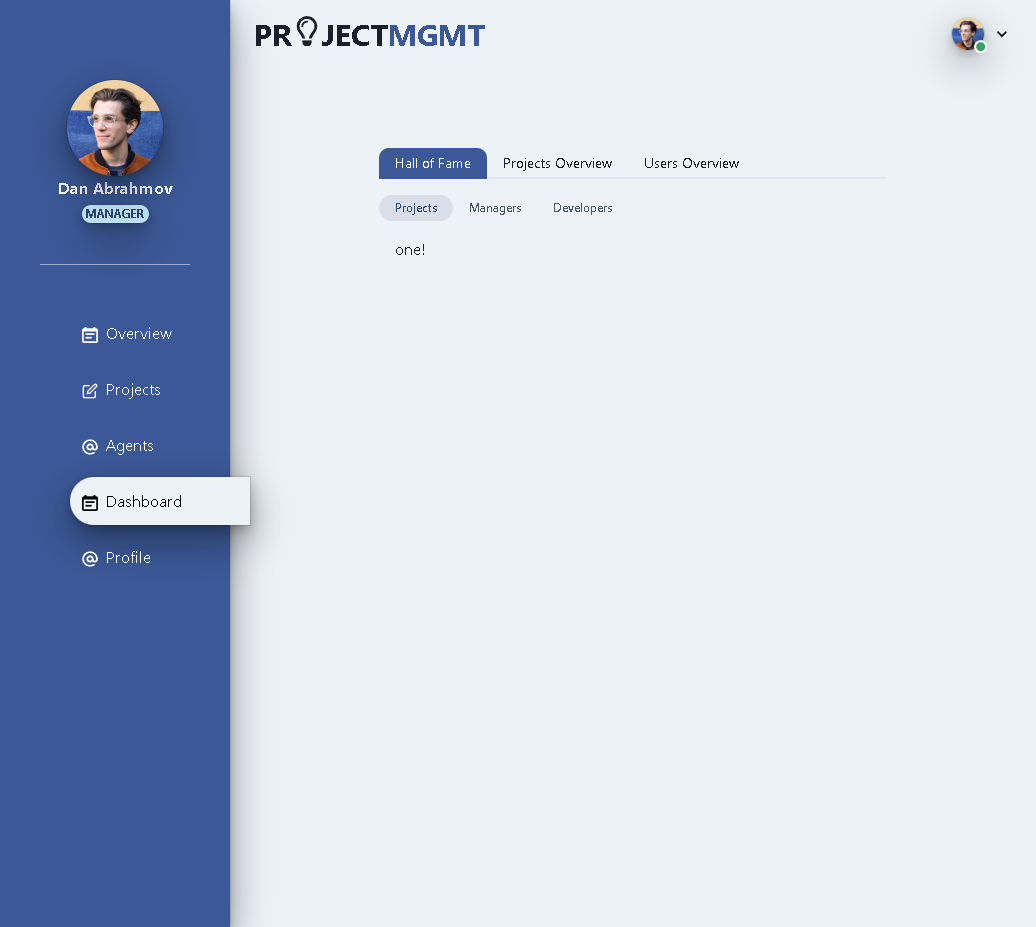 PROJECTMGMT
Dan Abrahmov
MANAGER
Overview
Projects
Agents
Dashboard
Profile
Hall of Fame Projects Overview Users Overview
Projects Managers Developers
one!